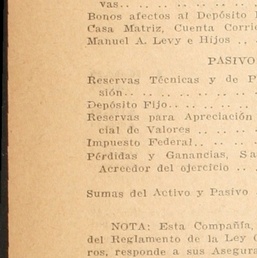 vas..
Bonos afectos al Depósito
Casa Matriz, Cuenta Corri
Manuel A. Levy e Hijos ..
PASIVO
Reservas Técnicas y de P
sión..
Depósito Fijo..
Reservas para Apreciación
cial de Valores ..
Impuesto Federal..
Pérdidas y Ganancias, Sa
Acreedor del ejercicio ..
Sumas del Activo y Pasivo
NOTA: Esta Compañía,
del Reglamento de la Ley G
ros, responde a sus Asegura